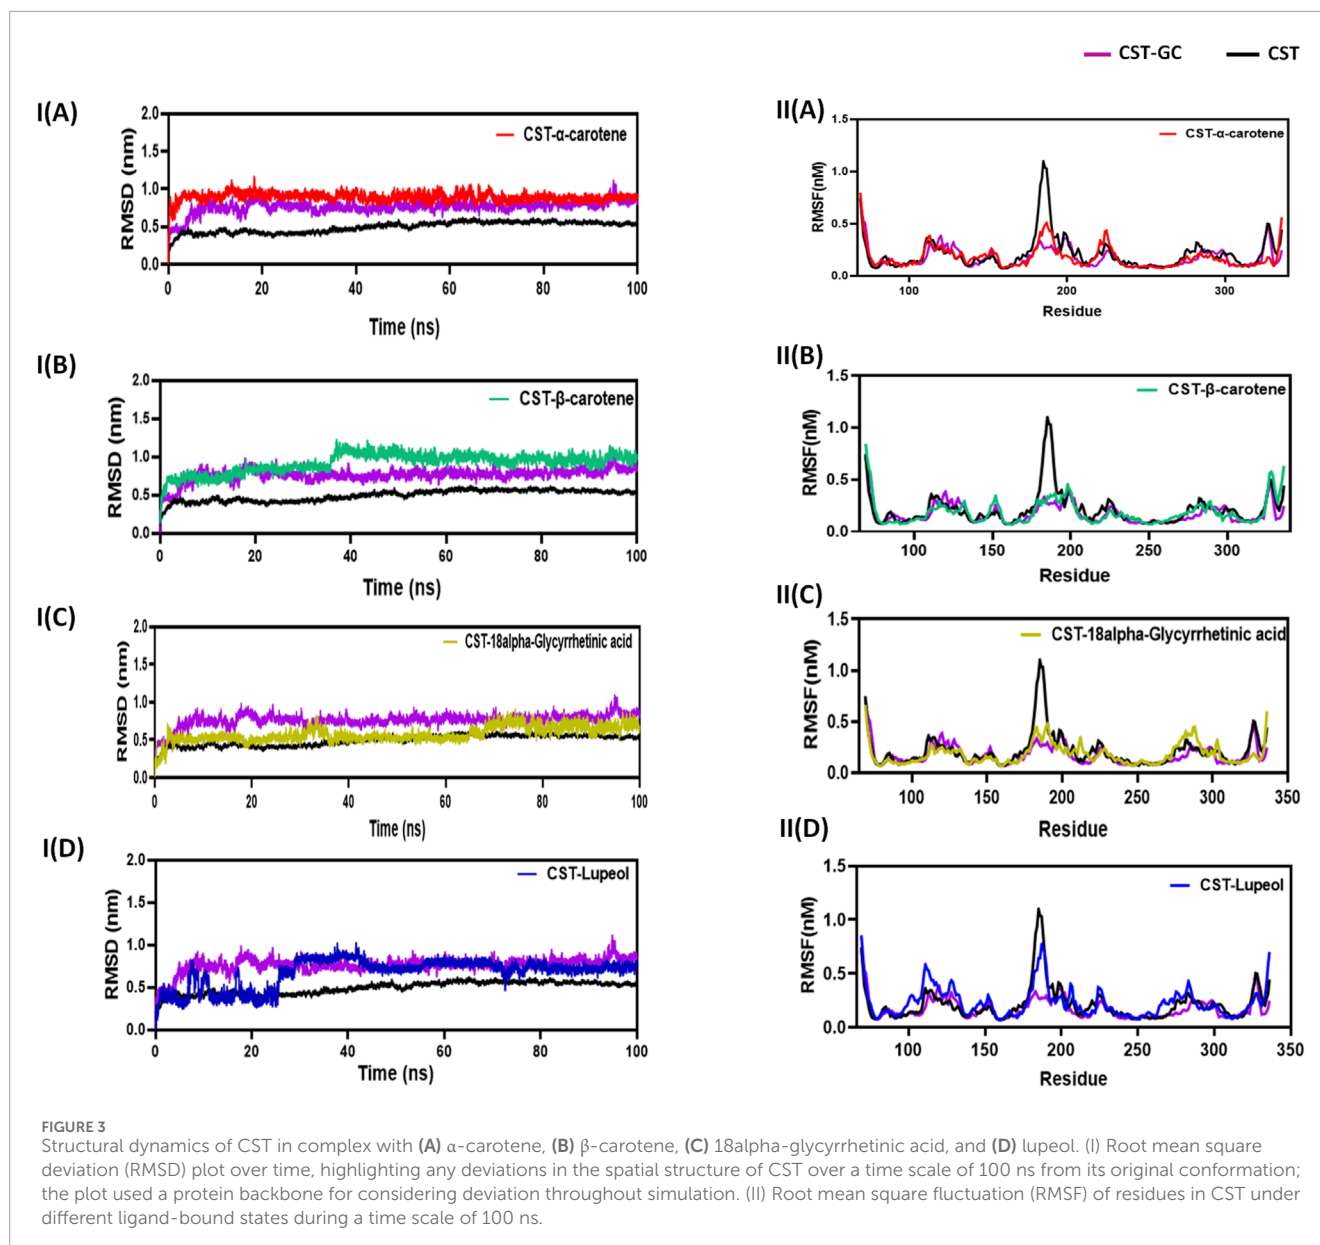 CST-GC CST
I(A)
2.0
1.5
1.0
0.5
0.0
RMSD (nm)
CST-α-carotene
0 20 40 60 80 100
Time (ns)
II(A)
1.5
1.0
0.5
0.0
RMSF(nM)
CST-α-carotene
100 200 300
Residue
I(B)
2.0
1.5
1.0
0.5
0.0
RMSD (nm)
CST-β-carotene
0 20 40 60 80 100
Time (ns)
II(B)
1.5
1.0
0.5
0.0
RMSF(nM)
CST-β-carotene
100 150 200 250 300
Residue
I(C)
2.0
1.5
1.0
0.5
0.0
RMSD (nm)
CST-18alpha-Glycyrrhetinic acid
0 20 40 60 80 100
Time (ns)
II(C)
1.5
1.0
0.5
0.0
RMSF(nM)
CST-18alpha-Glycyrrhetinic acid
100 150 200 250 300 350
Residue
I(D)
2.0
1.5
1.0
0.5
0.0
RMSD (nm)
CST-Lupeol
0 20 40 60 80 100
Time (ns)
II(D)
1.5
1.0
0.5
0.0
RMSF(nM)
CST-Lupeol
100 150 200 250 300 350
Residue
FIGURE 3
Structural dynamics of CST in complex with (A) α-carotene, (B) β-carotene, (C) 18alpha-glycyrrhetinic acid, and (D) lupeol. (I) Root mean square
deviation (RMSD) plot over time, highlighting any deviations in the spatial structure of CST over a time scale of 100 ns from its original conformation;
the plot used a protein backbone for considering deviation throughout simulation. (II) Root mean square fluctuation (RMSF) of residues in CST under
different ligand-bound states during a time scale of 100 ns.